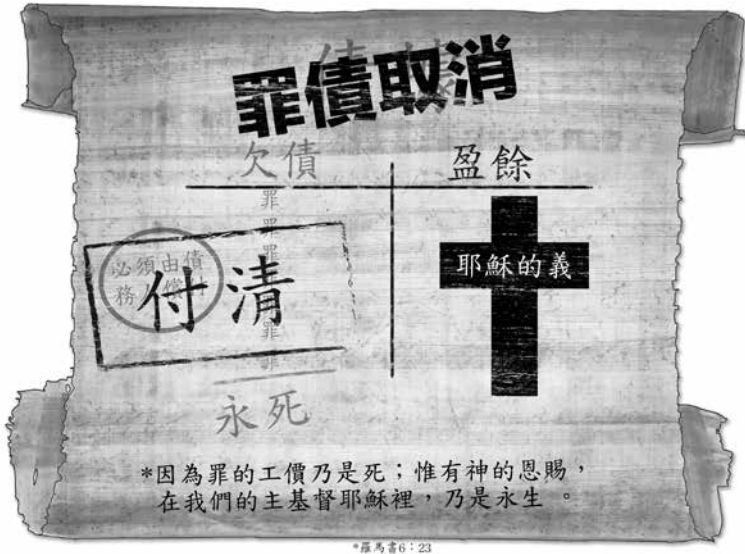 罪債取消
欠債
盈餘
罪
罪
罪
必須由債
務人償
付清
罪
罪
耶穌的義
永死
*因為罪的工價乃是死；惟有神的恩賜，
在我們的主基督耶穌裡，乃是永生。
*羅馬書6：23